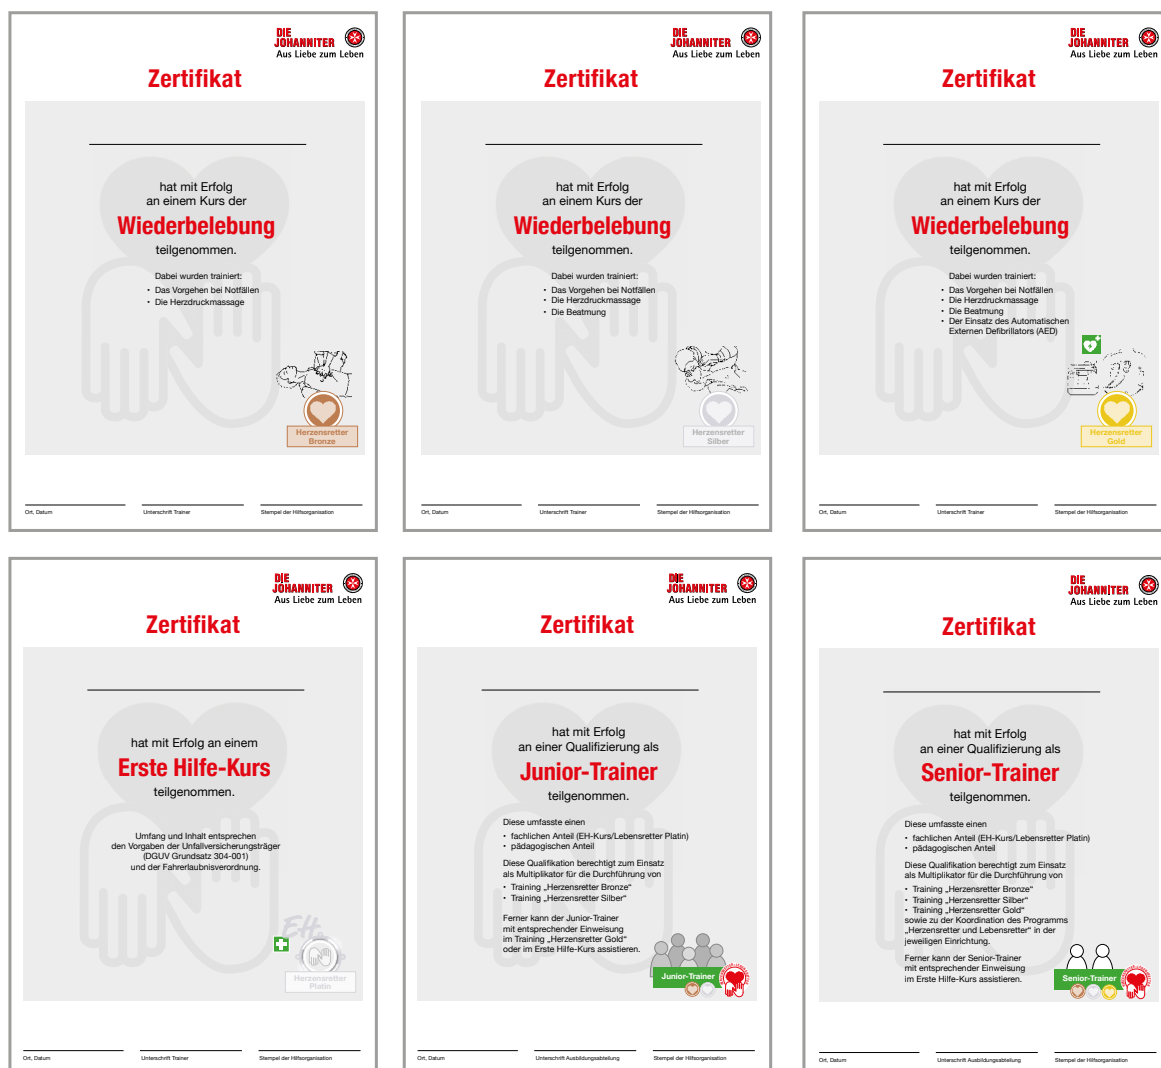 DIE
JOHANNITER
Aus Liebe zum Leben
Zertifikat
hat mit Erfolg
an einem Kurs der
Wiederbelebung
teilgenommen.
Dabei wurden trainiert:
• Das Vorgehen bei Notfällen
• Die Herzdruckmassage
Herzensretter
Bronze
Ort, Datum
Unterschrift Trainer
Stempel der Hilfsorganisation
DIE
JOHANNITER
Aus Liebe zum Leben
Zertifikat
hat mit Erfolg
an einem Kurs der
Wiederbelebung
teilgenommen.
Dabei wurden trainiert:
• Das Vorgehen bei Notfällen
• Die Herzdruckmassage
• Die Beatmung
Herzensretter
Silber
Ort, Datum
Unterschrift Trainer
Stempel der Hilfsorganisation
DIE
JOHANNITER
Aus Liebe zum Leben
Zertifikat
hat mit Erfolg
an einem Kurs der
Wiederbelebung
teilgenommen.
Dabei wurden trainiert:
• Das Vorgehen bei Notfällen
• Die Herzdruckmassage
• Die Beatmung
• Der Einsatz des Automatischen
Externen Defibrillators (AED)
Herzensretter
Gold
Ort, Datum
Unterschrift Trainer
Stempel der Hilfsorganisation
DIE
JOHANNITER
Aus Liebe zum Leben
Zertifikat
hat mit Erfolg an einem
Erste Hilfe-Kurs
teilgenommen.
Umfang und Inhalt entsprechen
den Vorgaben der Unfallversicherungsträger
(DGUV Grundsatz 304-001)
und der Fahrerlaubnisverordnung.
EH.
Herzensretter
Platin
Ort, Datum
Unterschrift Trainer
Stempel der Hilfsorganisation
DIE
JOHANNITER
Aus Liebe zum Leben
Zertifikat
hat mit Erfolg
an einer Qualifizierung als
Junior-Trainer
teilgenommen.
Diese umfasste einen
• fachlichen Anteil (EH-Kurs/Lebensretter Platin)
• pädagogischen Anteil
Diese Qualifikation berechtigt zum Einsatz
als Multiplikator für die Durchführung von
• Training „Herzensretter Bronze“
• Training „Herzensretter Silber“
Ferner kann der Junior-Trainer
mit entsprechender Einweisung
im Training „Herzensretter Gold“
oder im Erste Hilfe-Kurs assistieren.
Junior-Trainer
Ort, Datum
Unterschrift Ausbildungsabteilung
Stempel der Hilfsorganisation
DIE
JOHANNITER
Aus Liebe zum Leben
Zertifikat
hat mit Erfolg
an einer Qualifizierung als
Senior-Trainer
teilgenommen.
Diese umfasste einen
• fachlichen Anteil (EH-Kurs/Lebensretter Platin)
• pädagogischen Anteil
Diese Qualifikation berechtigt zum Einsatz
als Multiplikator für die Durchführung von
• Training „Herzensretter Bronze“
• Training „Herzensretter Silber“
• Training „Herzensretter Gold“
sowie zu der Koordination des Programms
„Herzensretter und Lebensretter“ in der
jeweiligen Einrichtung.
Ferner kann der Senior-Trainer
mit entsprechender Einweisung
im Erste Hilfe-Kurs assistieren.
Senior-Trainer
Ort, Datum
Unterschrift Ausbildungsabteilung
Stempel der Hilfsorganisation